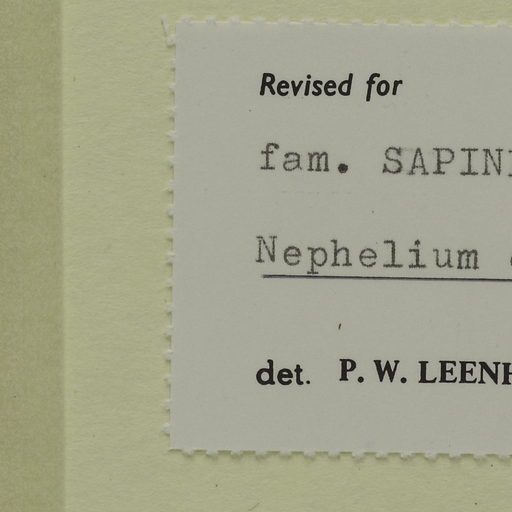 Revised for
fam. SAPIN
Nephelium
det. P. W. LEEN